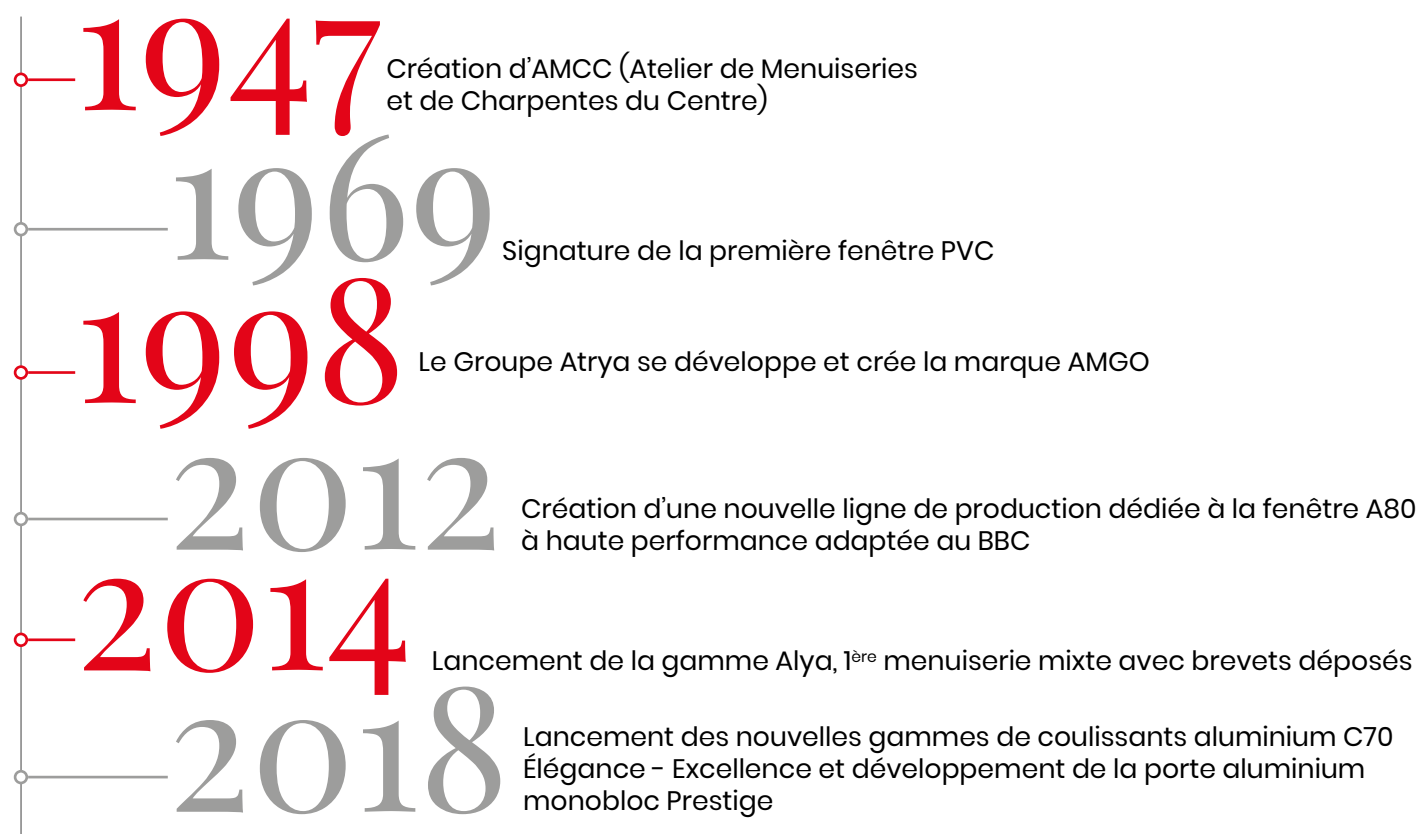 1947
Création d’AMCC (Atelier de Menuiseries
et de Charpentes du Centre)
1969
Signature de la première fenêtre PVC
1998
Le Groupe Atrya se développe et crée la marque AMGO
2012
Création d’une nouvelle ligne de production dédiée à la fenêtre A80
à haute performance adaptée au BBC
2014
Lancement de la gamme Alya, 1ère menuiserie mixte avec brevets déposés
2018
Lancement des nouvelles gammes de coulissants aluminium C70
Élégance - Excellence et développement de la porte aluminium
monobloc Prestige